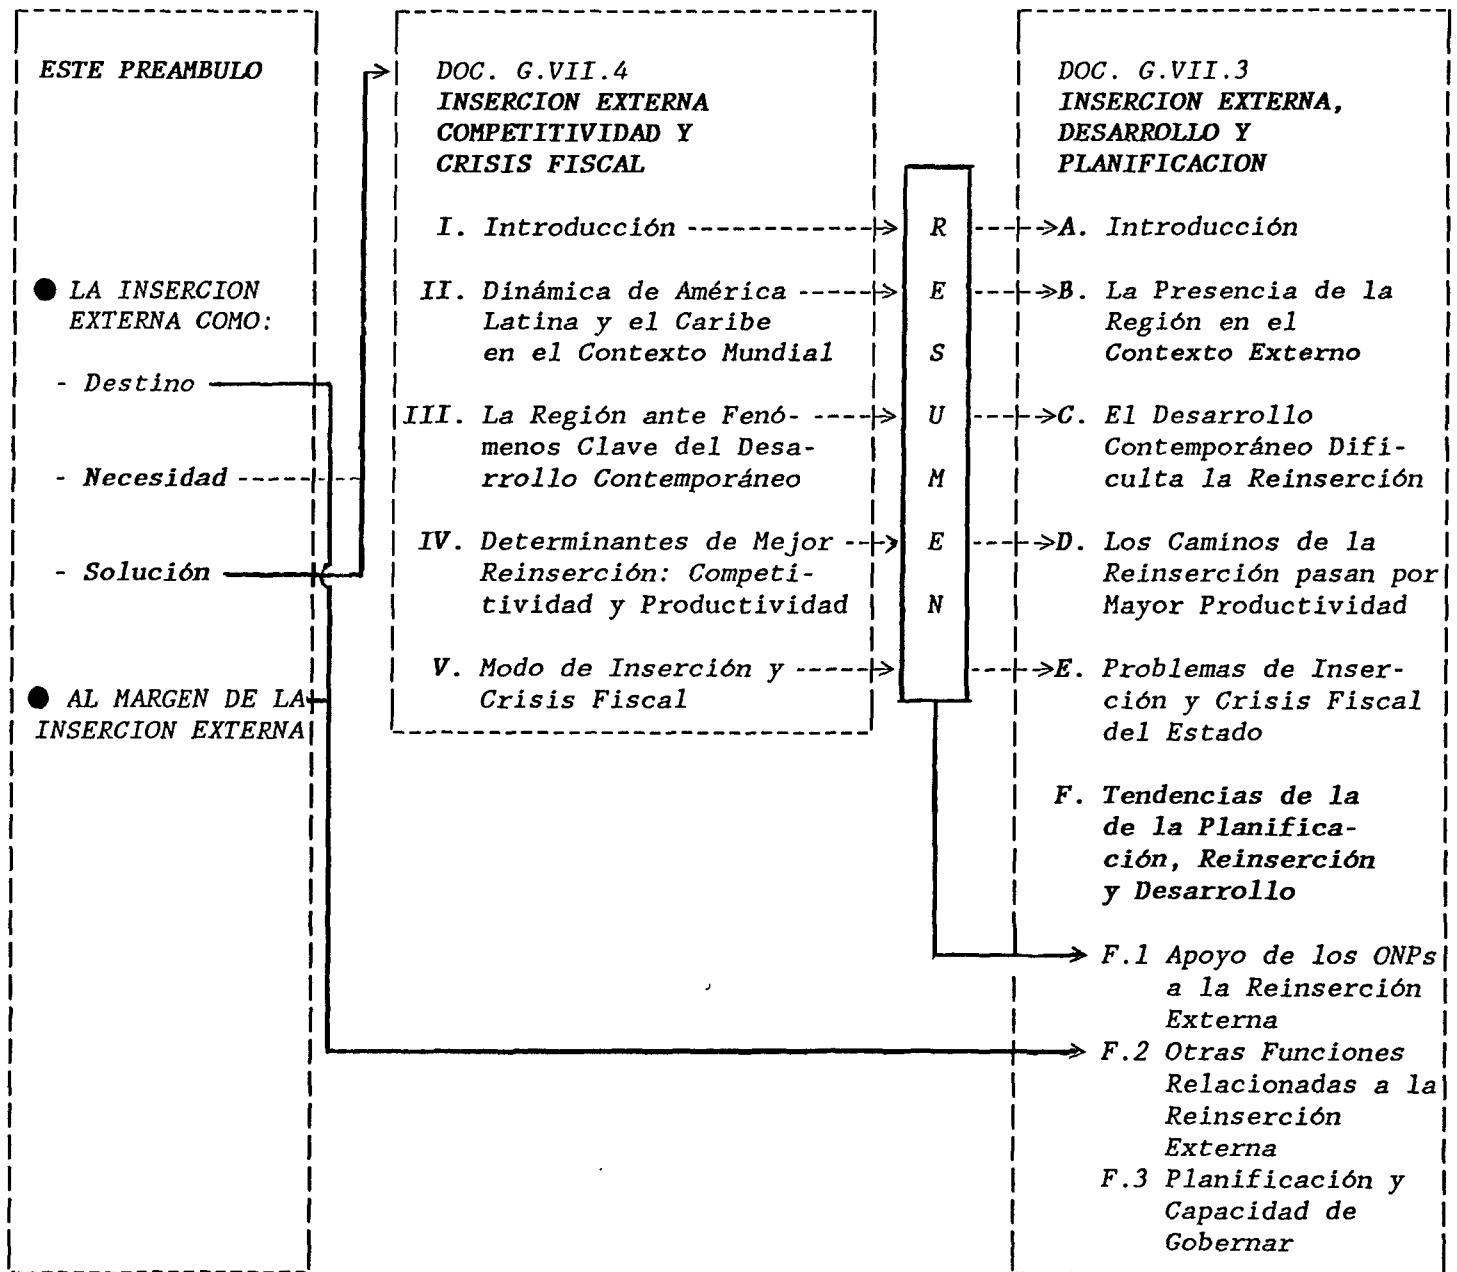 ESTE PREAMBULO
● LA INSERCION
EXTERNA COMO:
- Destino
- Necesidad
- Solución
● AL MARGEN DE LA
INSERCION EXTERNA
DOC. G.VII.4
INSERCION EXTERNA
COMPETITIVIDAD Y
CRISIS FISCAL
I. Introducción
II. Dinámica de América
Latina y el Caribe
en el Contexto Mundial
III. La Región ante Fenó-
menos Clave del Desa-
rrollo Contemporáneo
IV. Determinantes de Mejor
Reinserción: Competi-
tividad y Productividad
V. Modo de Inserción y
Crisis Fiscal
R
E
S
U
M
E
N
DOC. G.VII.3
INSERCION EXTERNA,
DESARROLLO Y
PLANIFICACION
A. Introducción
B. La Presencia de la
Región en el
Contexto Externo
C. El Desarrollo
Contemporáneo Difi-
culta la Reinserción
D. Los Caminos de la
Reinserción pasan por
Mayor Productividad
E. Problemas de Inser-
ción y Crisis Fiscal
del Estado
F. Tendencias de la
de la Planifica-
ción, Reinserción
y Desarrollo
F.1 Apoyo de los ONPs
a la Reinserción
Externa
F.2 Otras Funciones
Relacionadas a la
Reinserción
Externa
F.3 Planificación y
Capacidad de
Gobernar